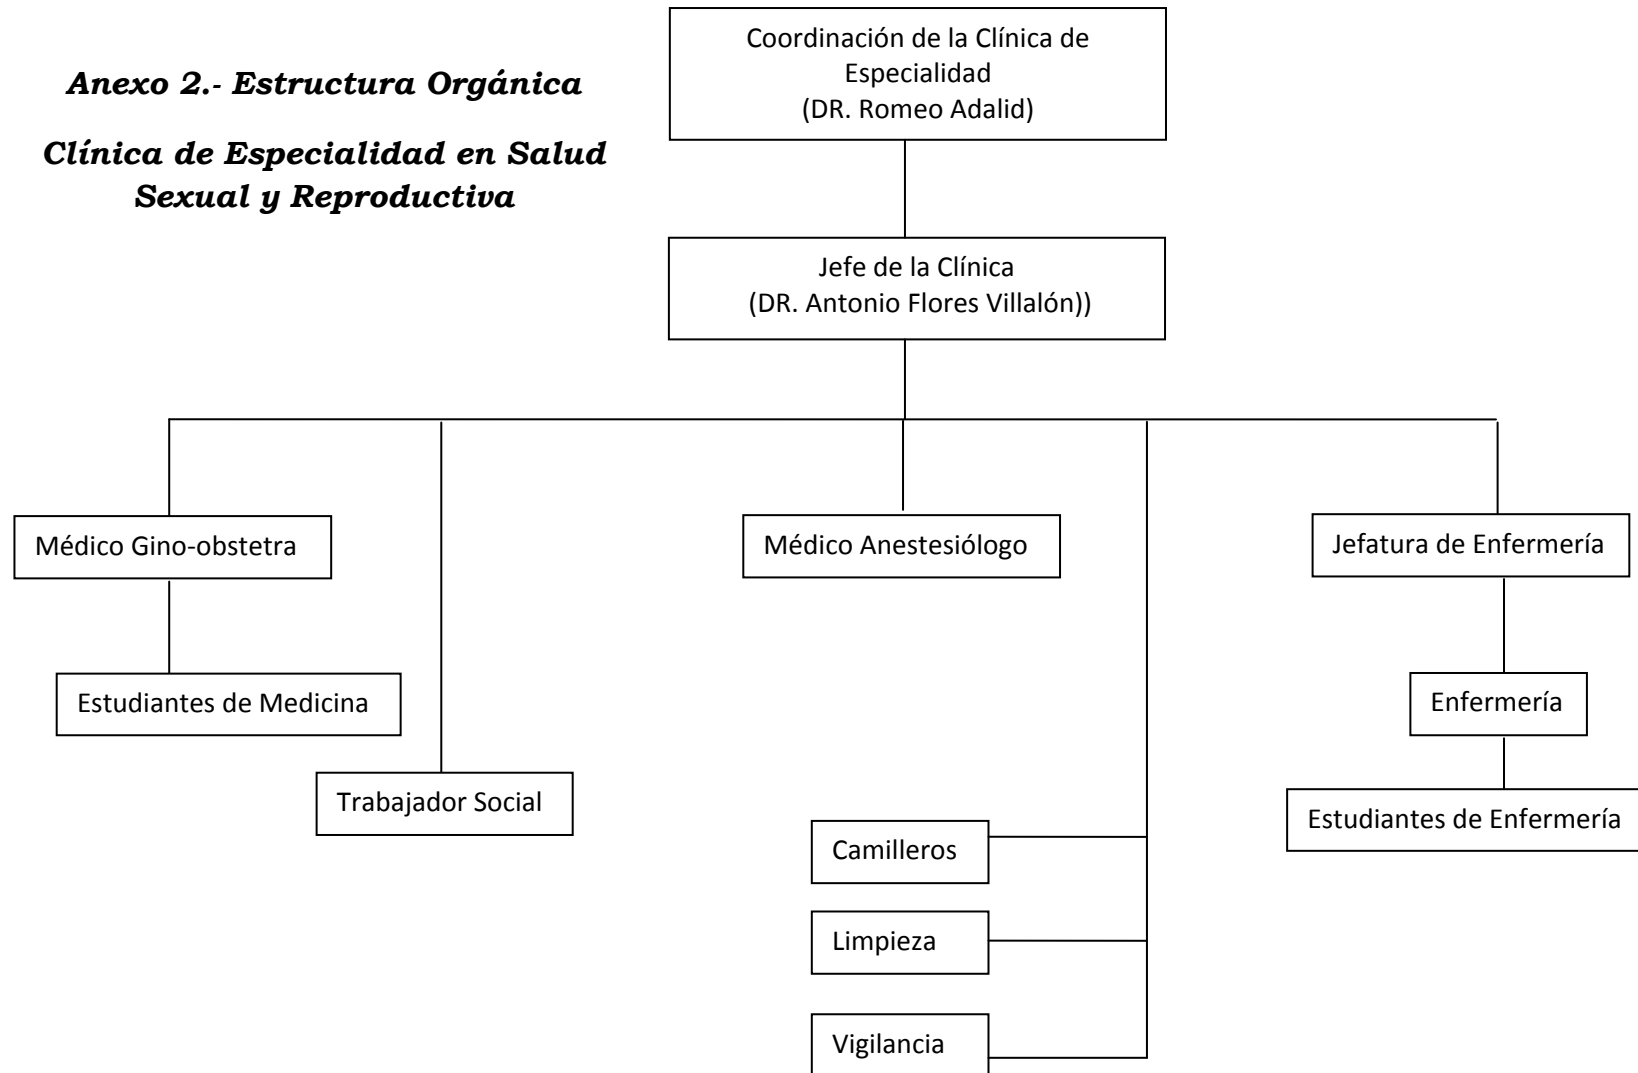 Anexo 2.- Estructura Orgánica
Clínica de Especialidad en Salud
Sexual y Reproductiva
Coordinación de la Clínica de
Especialidad
(DR. Romeo Adalid)
Jefe de la Clínica
(DR. Antonio Flores Villalón))
Médico Gino-obstetra
Médico Anestesiólogo
Jefatura de Enfermería
Estudiantes de Medicina
Enfermería
Trabajador Social
Estudiantes de Enfermería
Camilleros
Limpieza
Vigilancia